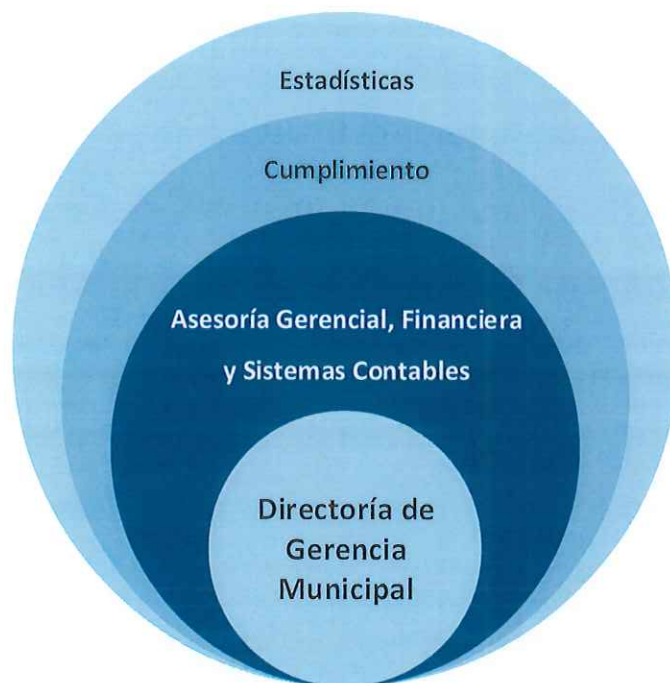 Estadísticas
Cumplimiento
Asesoría Gerencial, Financiera
y Sistemas Contables
Directoría de
Gerencia
Municipal